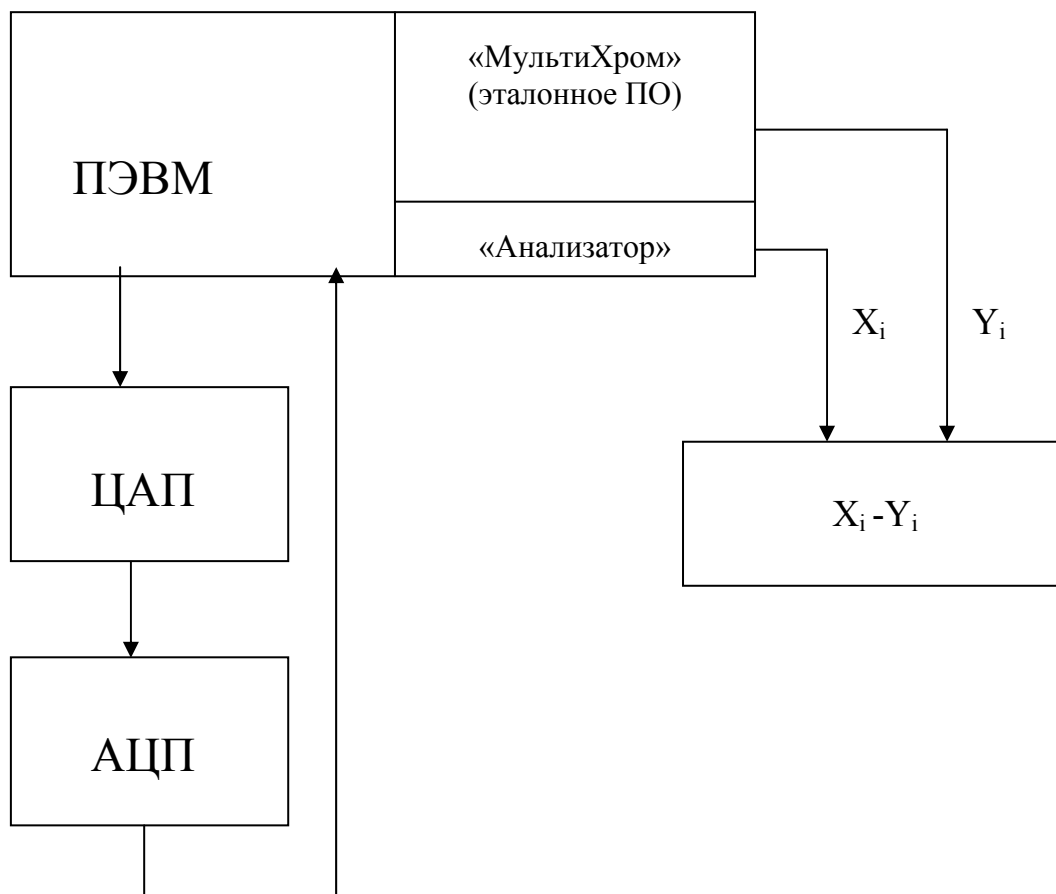 «МультиХром»
(эталонное ПО)
ПЭВМ
«Анализатор»
Xi
Yi
ЦАП
Xi -Yi
АЦП